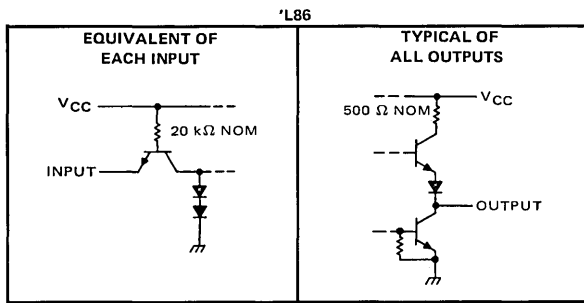 'L86
EQUIVALENT OF
EACH INPUT
VCC
20 kΩ NOM
INPUT
TYPICAL OF
ALL OUTPUTS
VCC
500 Ω NOM
OUTPUT